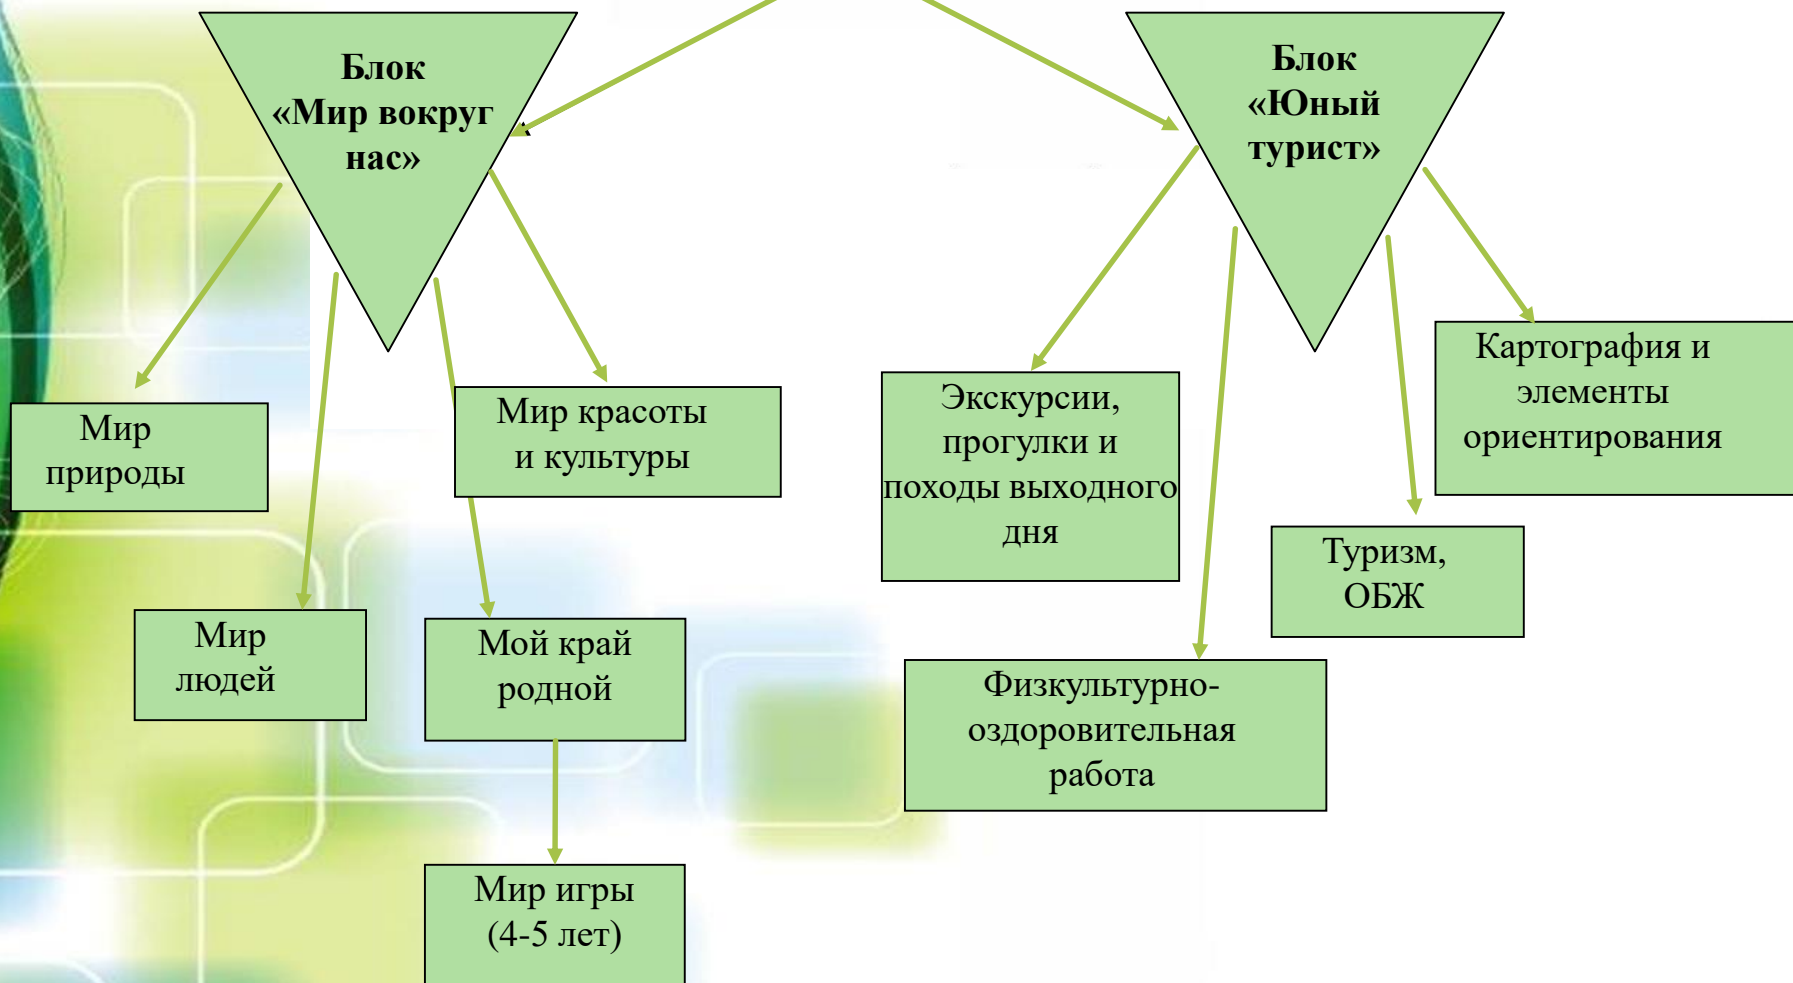 Блок
«Мир вокруг
нас»
Мир
природы
Мир
людей
Мир красоты
и культуры
Мой край
родной
Мир игры
(4-5 лет)
Блок
«Юный
турист»
Экскурсии,
прогулки и
походы выходного
дня
Физкультурно-
оздоровительная
работа
Туризм,
ОБЖ
Картография и
элементы
ориентирования